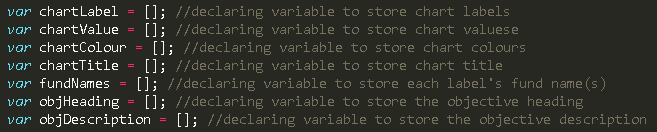 var chartLabel = []; //declaring variable to store chart labels
var chartValue = []; //declaring variable to store chart valuese
var chartColour = []; //declaring variable to store chart colours
var chartTitle = []; //declaring variable to store chart title
var fundNames = []; //declaring variable to store each label's fund name(s)
var objHeading = []; //declaring variable to store the objective heading
var objDescription = []; //declaring variable to store the objective description